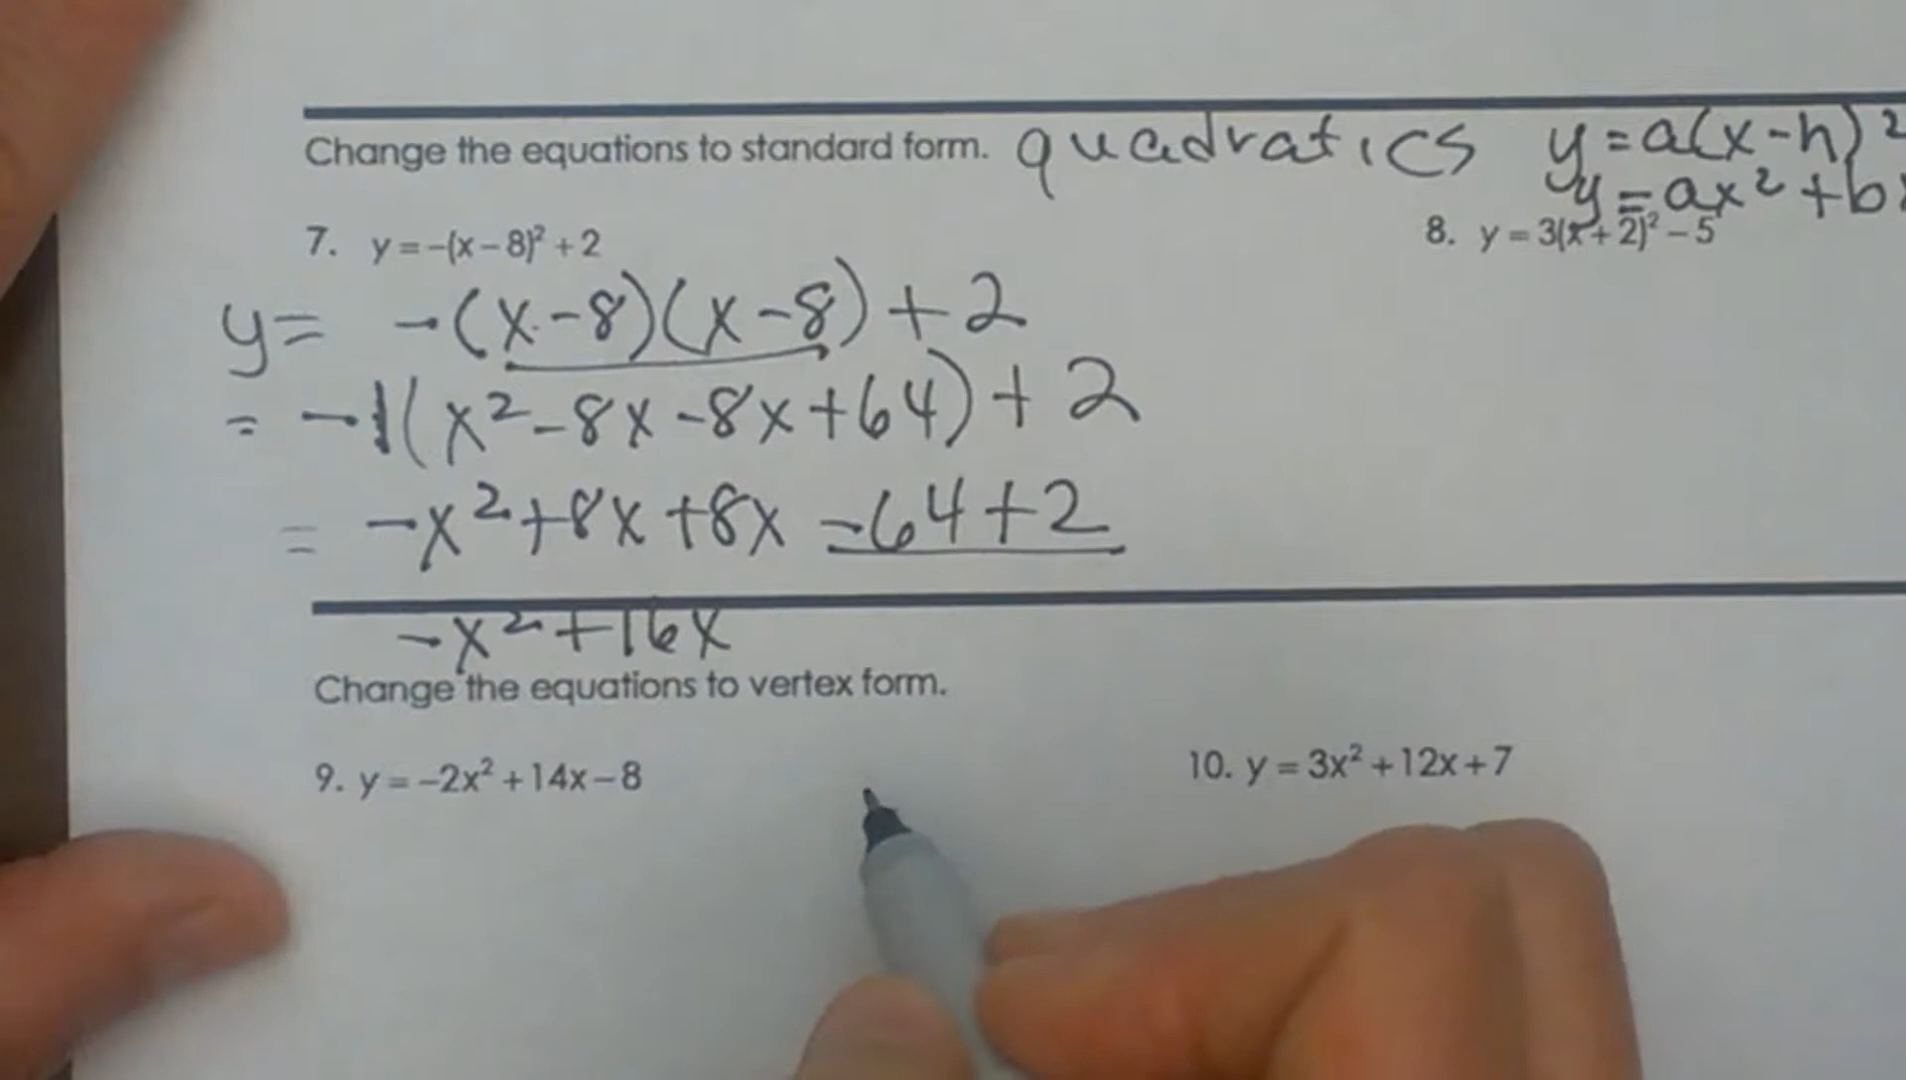 Change the equations to standard form. quadratics y=a(x-h)²
y=ax²+bx
7. y = –(x – 8)² + 2
8. y = 3(x + 2)² – 5
y= -(x-8)(x-8)+2
= -1(x²-8x-8x+64)+2
= -x²+8x+8x-64+2
-x²+16x
Change the equations to vertex form.
9. y = –2x² + 14x – 8
10. y = 3x² + 12x + 7